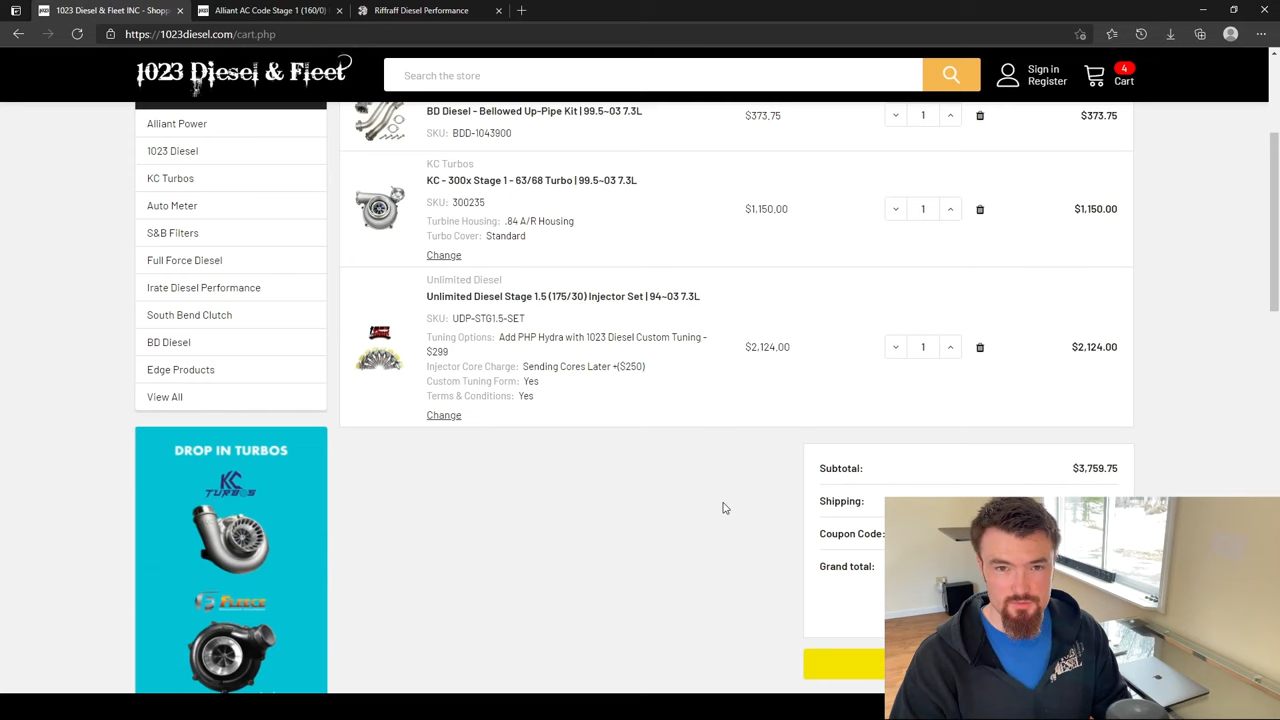 1023 Diesel & Fleet INC - Shopp
Alliant AC Code Stage 1 (160/0)
Riffraff Diesel Performance
https://1023diesel.com/cart.php
1023 Diesel & Fleet
Search the store
Sign in
Register
4
Cart
Alliant Power
1023 Diesel
KC Turbos
Auto Meter
S&B Filters
Full Force Diesel
Irate Diesel Performance
South Bend Clutch
BD Diesel
Edge Products
View All
DROP IN TURBOS
KC
TURBOS
FLEECE
BD Diesel - Bellowed Up-Pipe Kit | 99.5~03 7.3L
SKU: BDD-1043900
$373.75
1
$373.75
KC Turbos
KC - 300x Stage 1 - 63/68 Turbo | 99.5~03 7.3L
SKU: 300235
Turbine Housing: .84 A/R Housing
Turbo Cover: Standard
Change
$1,150.00
1
$1,150.00
Unlimited Diesel
Unlimited Diesel Stage 1.5 (175/30) Injector Set | 94~03 7.3L
SKU: UDP-STG1.5-SET
Tuning Options: Add PHP Hydra with 1023 Diesel Custom Tuning -
$299
Injector Core Charge: Sending Cores Later +($250)
Custom Tuning Form: Yes
Terms & Conditions: Yes
Change
$2,124.00
1
$2,124.00
Subtotal: $3,759.75
Shipping:
Coupon Code:
Grand total: